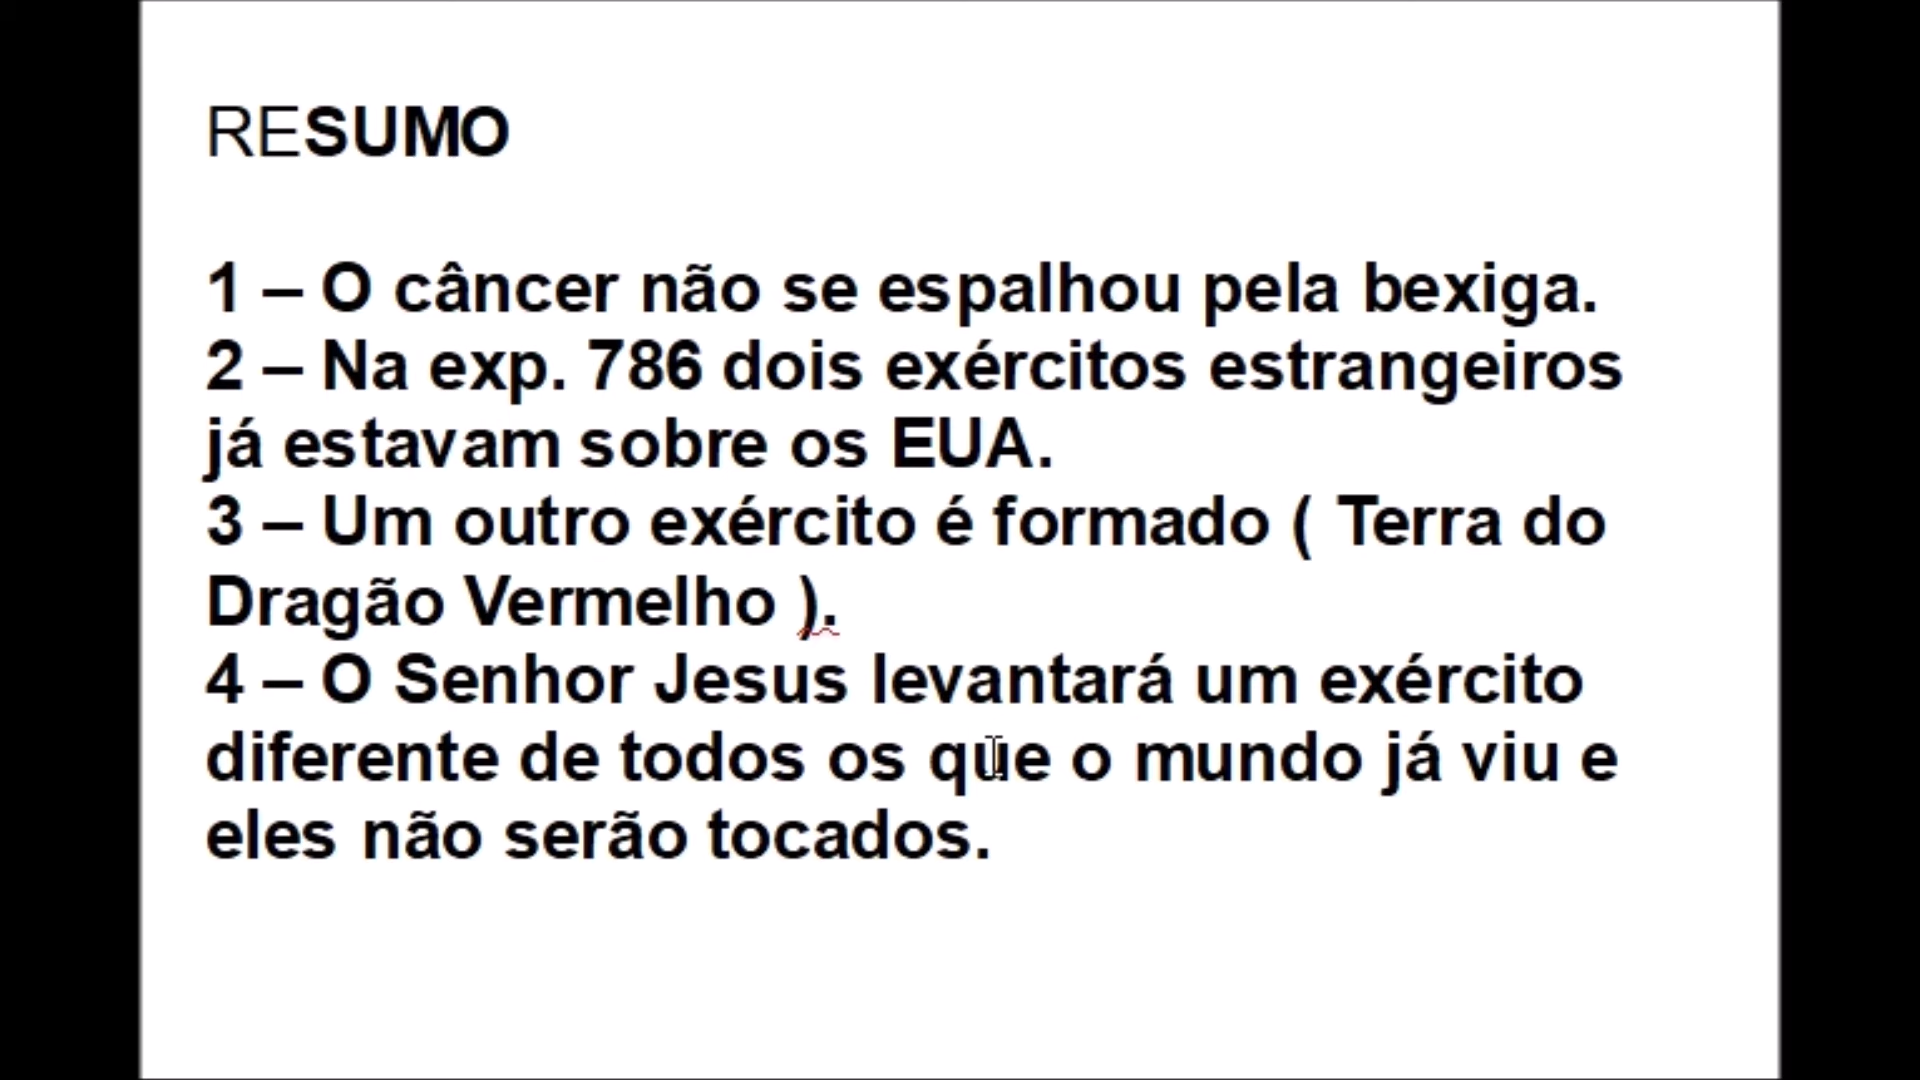 RESUMO
1 – O câncer não se espalhou pela bexiga.
2 – Na exp. 786 dois exércitos estrangeiros
já estavam sobre os EUA.
3 – Um outro exército é formado ( Terra do
Dragão Vermelho ).
4 – O Senhor Jesus levantará um exército
diferente de todos os que o mundo já viu e
eles não serão tocados.